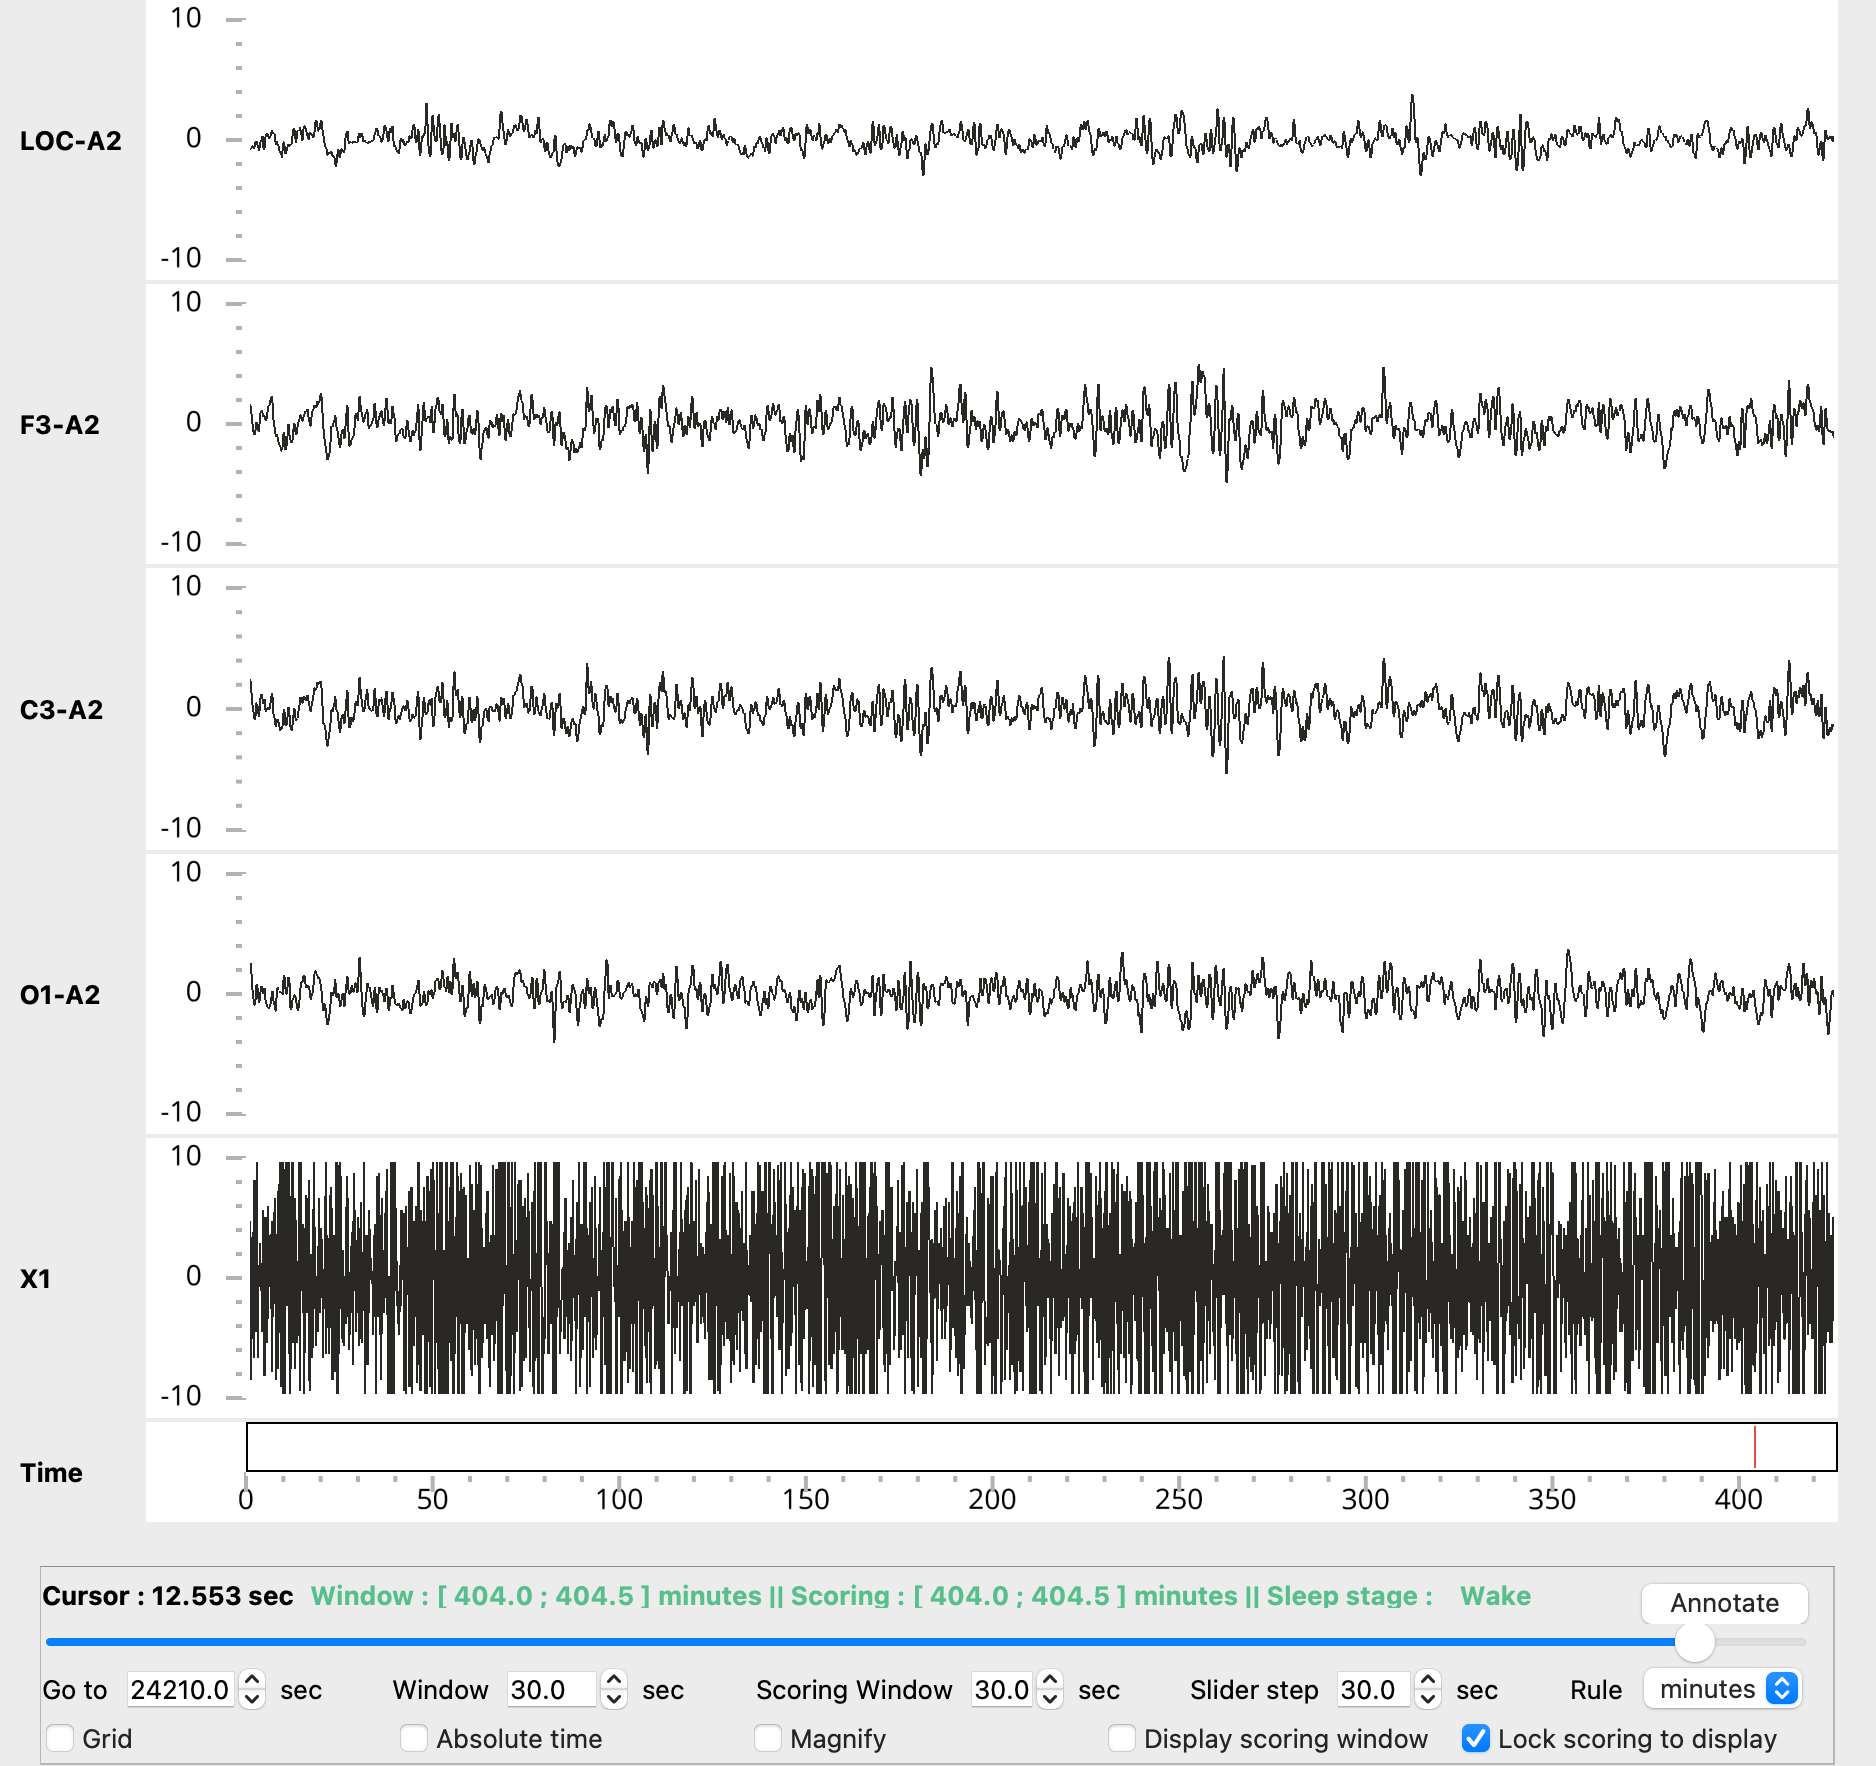 10
LOC-A2 0
-10
10
F3-A2 0
-10
10
C3-A2 0
-10
10
O1-A2 0
-10
10
X1 0
-10
Time
0 50 100 150 200 250 300 350 400
Cursor : 12.553 sec Window : [ 404.0 ; 404.5 ] minutes || Scoring : [ 404.0 ; 404.5 ] minutes || Sleep stage : Wake Annotate
Go to 24210.0 sec Window 30.0 sec Scoring Window 30.0 sec Slider step 30.0 sec Rule minutes
Grid Absolute time Magnify Display scoring window Lock scoring to display